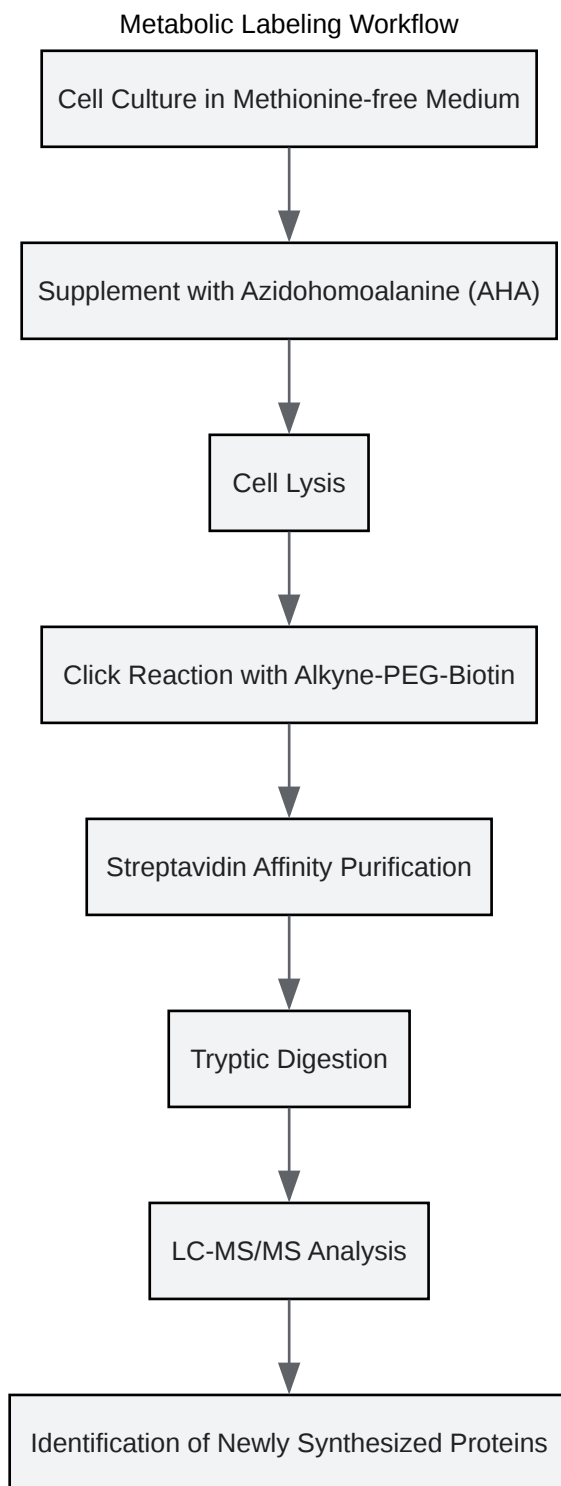 Metabolic Labeling Workflow
Cell Culture in Methionine-free Medium
Supplement with Azidohomoalanine (AHA)
Cell Lysis
Click Reaction with Alkyne-PEG-Biotin
Streptavidin Affinity Purification
Tryptic Digestion
LC-MS/MS Analysis
Identification of Newly Synthesized Proteins